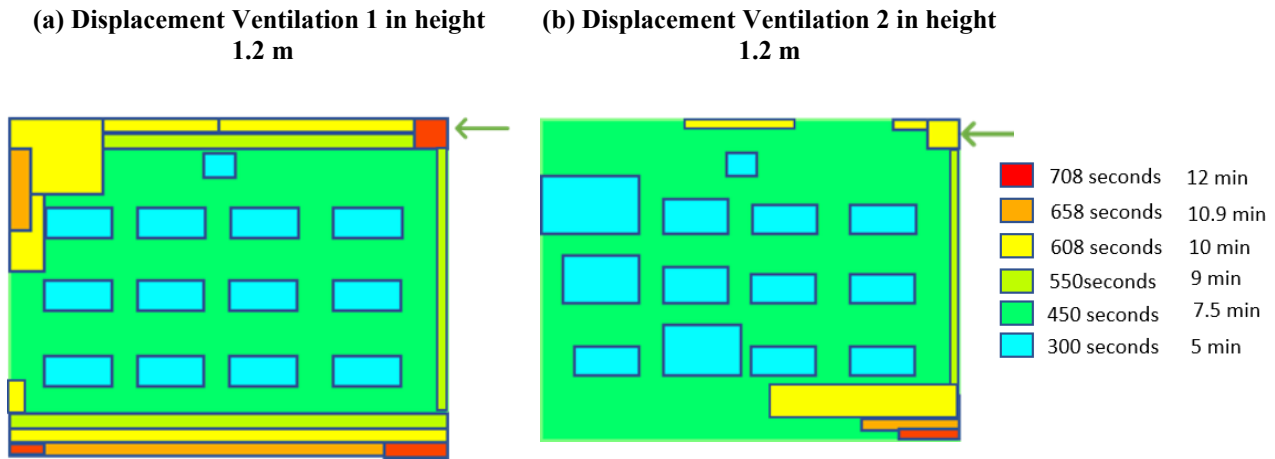 (a) Displacement Ventilation 1 in height
1.2 m
(b) Displacement Ventilation 2 in height
1.2 m
708 seconds 12 min
658 seconds 10.9 min
608 seconds 10 min
550seconds 9 min
450 seconds 7.5 min
300 seconds 5 min